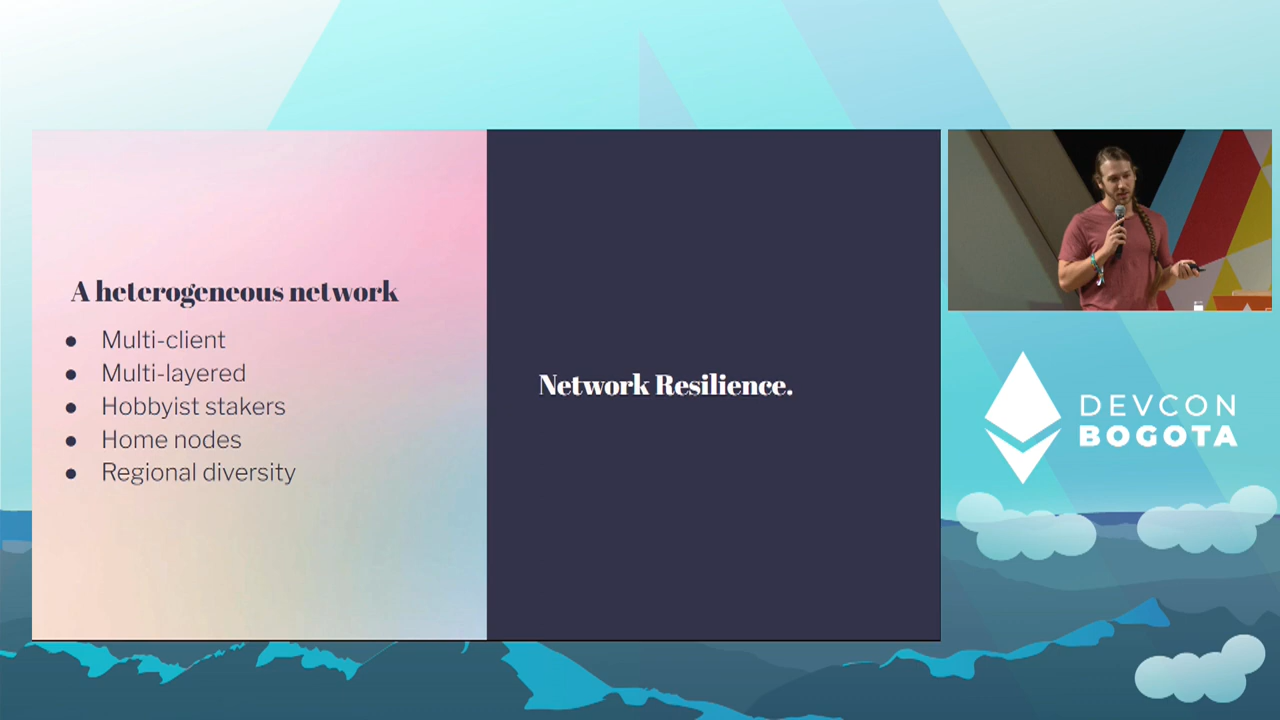 A heterogeneous network
● Multi-client
● Multi-layered
● Hobbyist stakers
● Home nodes
● Regional diversity
Network Resilience.
DEVCON
BOGOTA